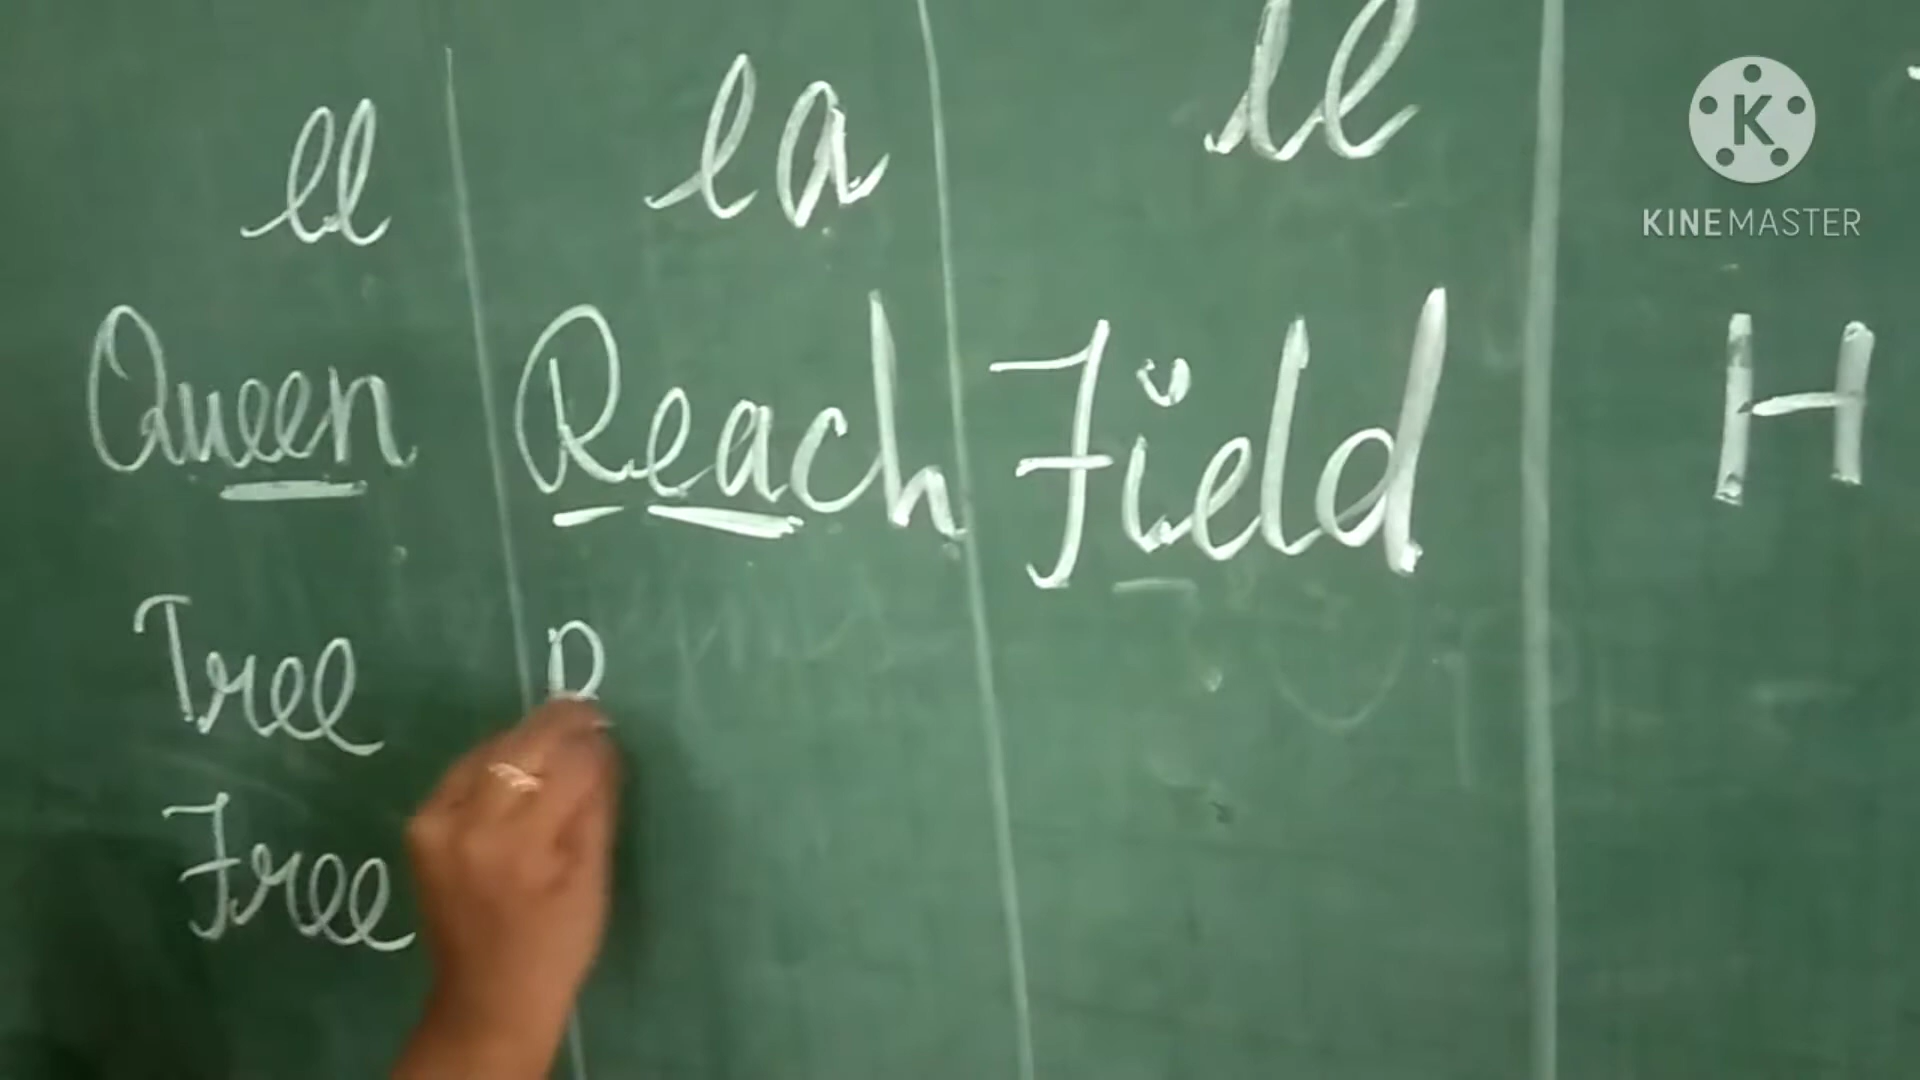 ee ea ie
Queen Reach Field H
Tree
Free
KINEMASTER